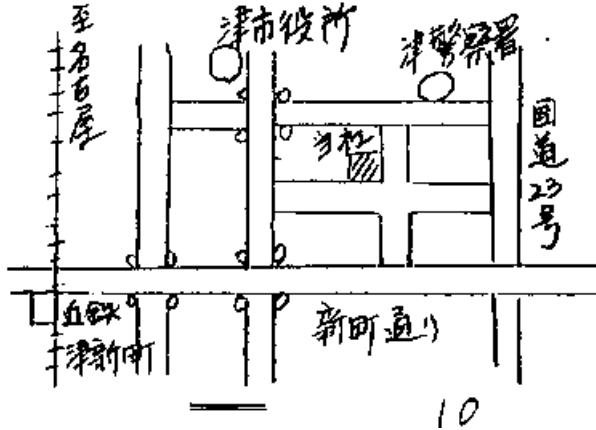 至名古屋
津市役所
津警察署
当社
国道23号
近鉄
津新町
新町通り
10